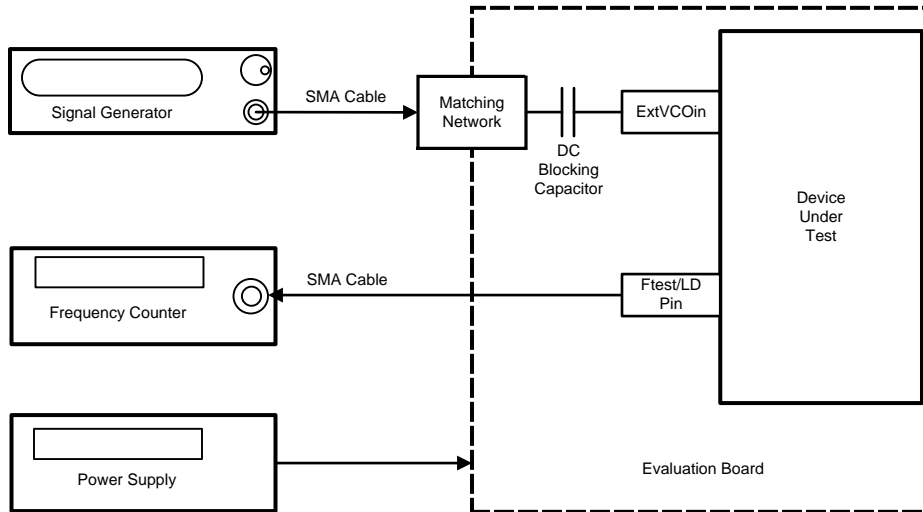 Signal Generator
SMA Cable
Matching
Network
DC
Blocking
Capacitor
ExtVCOin
Device
Under
Test
Frequency Counter
SMA Cable
Ftest/LD
Pin
Power Supply
Evaluation Board